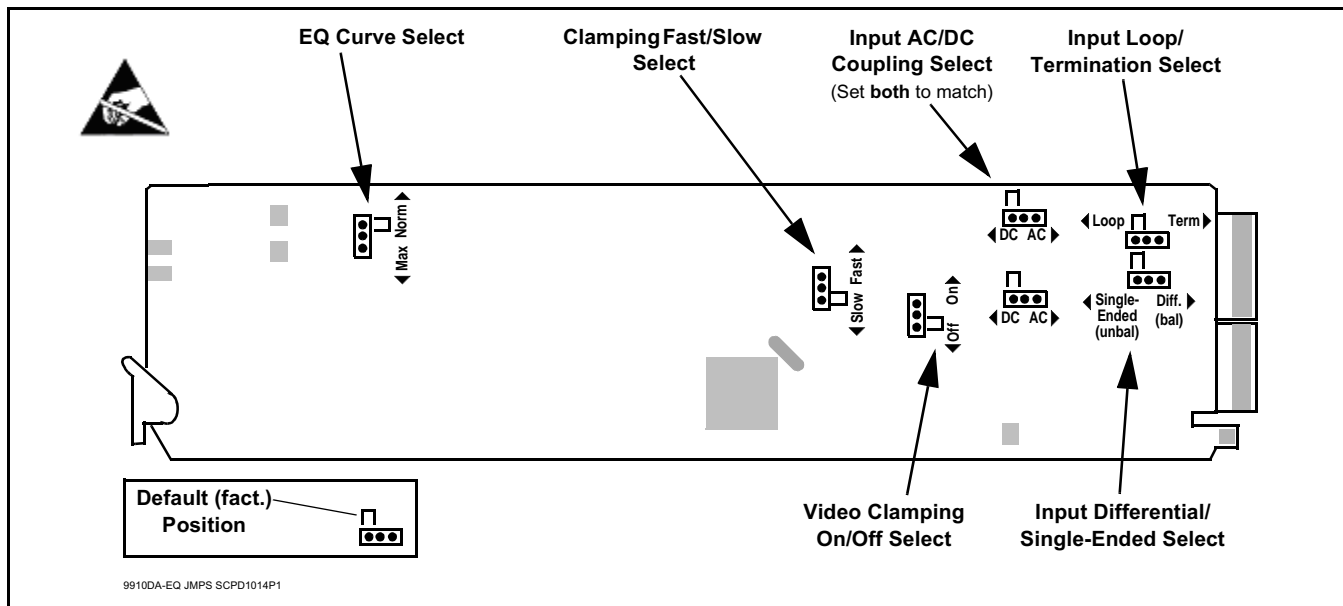 EQ Curve Select
Clamping Fast/Slow
Select
Input AC/DC
Coupling Select
(Set both to match)
Input Loop/
Termination Select
Max Norm
Slow Fast
Off On
DC AC
DC AC
Loop Term
Single-
Ended
(unbal)
Diff.
(bal)
Default (fact.)
Position
Video Clamping
On/Off Select
Input Differential/
Single-Ended Select
9910DA-EQ JMPS SCPD1014P1